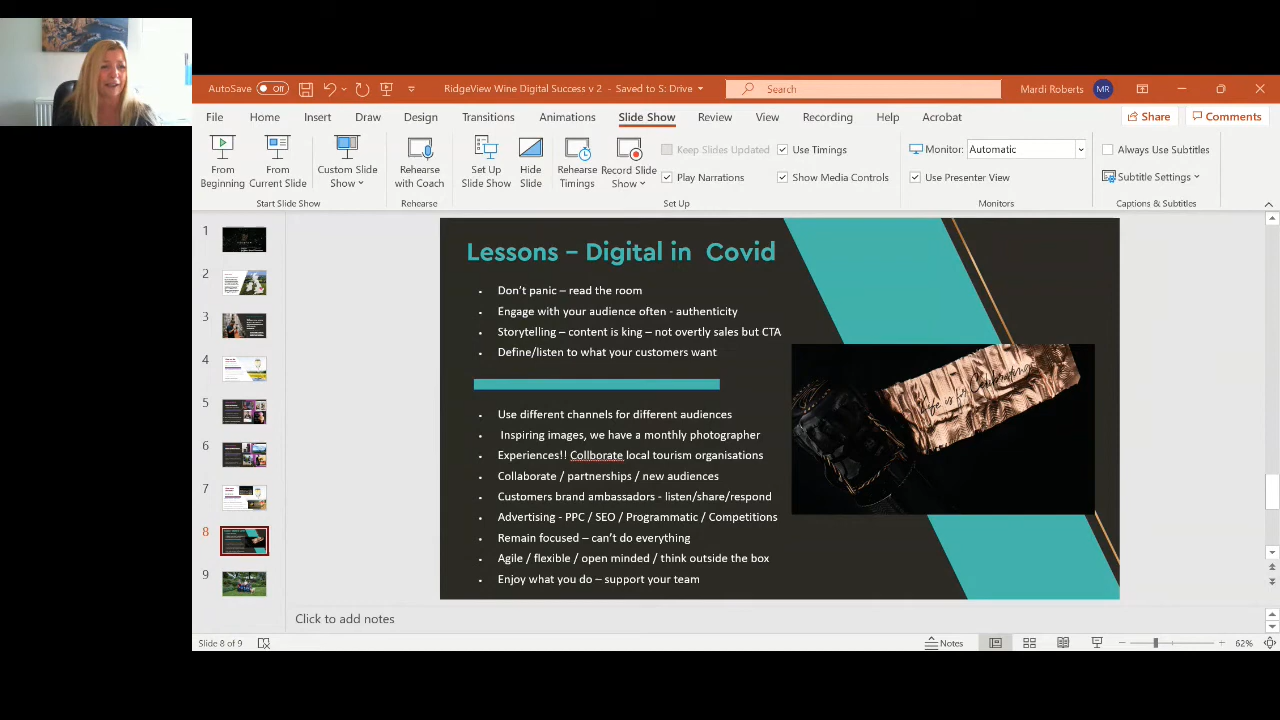 AutoSave Off RidgeView Wine Digital Success v 2 - Saved to S: Drive Search Mardi Roberts MR
File Home Insert Draw Design Transitions Animations Slide Show Review View Recording Help Acrobat Share Comments
From Beginning
From Current Slide
Custom Slide Show
Start Slide Show
Rehearse with Coach
Rehearse
Set Up Slide Show
Hide Slide
Rehearse Timings
Record Slide Show
Keep Slides Updated
Play Narrations
Use Timings
Show Media Controls
Set Up
Monitor: Automatic
Use Presenter View
Monitors
Always Use Subtitles
Subtitle Settings
Captions & Subtitles
1
2
3
4
5
6
7
8
9
Lessons – Digital in Covid
Don't panic – read the room
Engage with your audience often - authenticity
Storytelling – content is king – not overtly sales but CTA
Define/listen to what your customers want
Use different channels for different audiences
Inspiring images, we have a monthly photographer
Experiences!! Collborate local tourism organisations
Collaborate / partnerships / new audiences
Customers brand ambassadors - listen/share/respond
Advertising - PPC / SEO / Programmatic / Competitions
Remain focused – can't do everything
Agile / flexible / open minded / think outside the box
Enjoy what you do – support your team
Click to add notes
Slide 8 of 9 Notes 62%